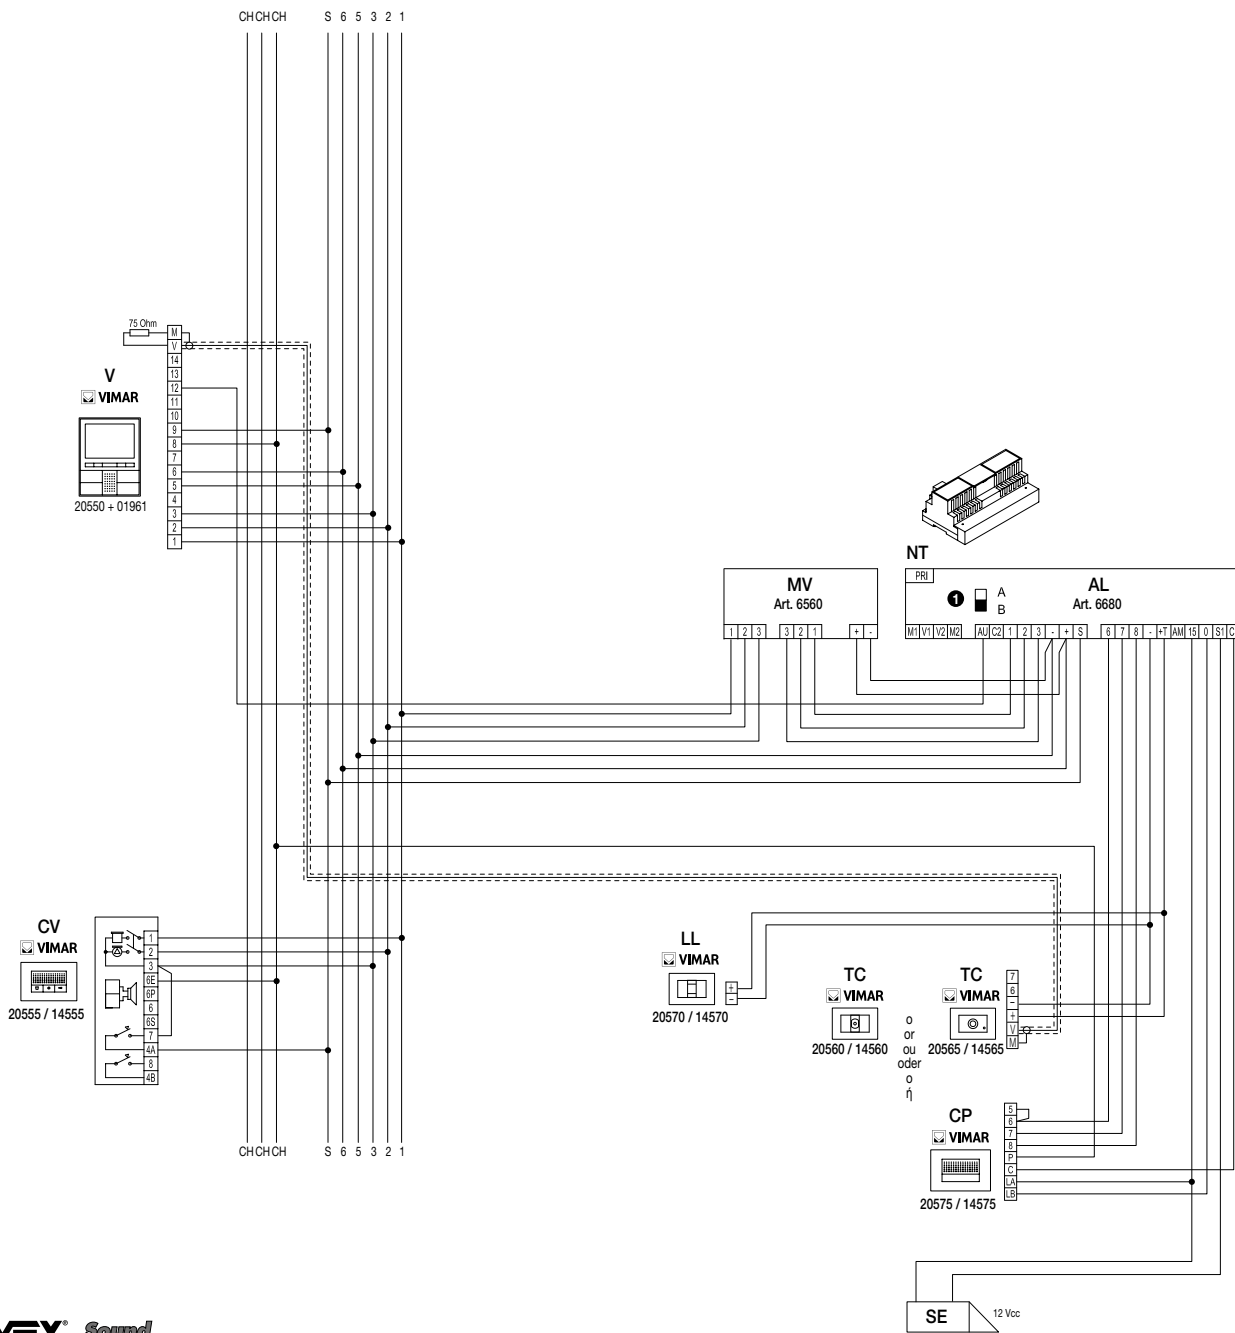 CH CH CH S 6 5 3 2 1
75 Ohm
M
V
14
13
12
11
10
9
8
7
6
5
4
3
2
1
V
VIMAR
20550 + 01961
NT
PRI
1
A
B
AL
Art. 6680
M1 V1 V2 M2 AU C2 1 2 3 - + S 6 7 8 - +T AM 15 0 S1 C
MV
Art. 6560
1 2 3 3 2 1 + -
CV
VIMAR
20555 / 14555
1
2
3
6E
6P
6
6S
7
4A
8
4B
LL
VIMAR
20570 / 14570
+
−
TC
VIMAR
20560 / 14560
o
or
ou
oder
o
ή
TC
VIMAR
20565 / 14565
7
6
−
+
V
M
CP
VIMAR
20575 / 14575
5
6
7
8
P
C
LA
LB
CH CH CH S 6 5 3 2 1
SE
12 Vcc
Sound